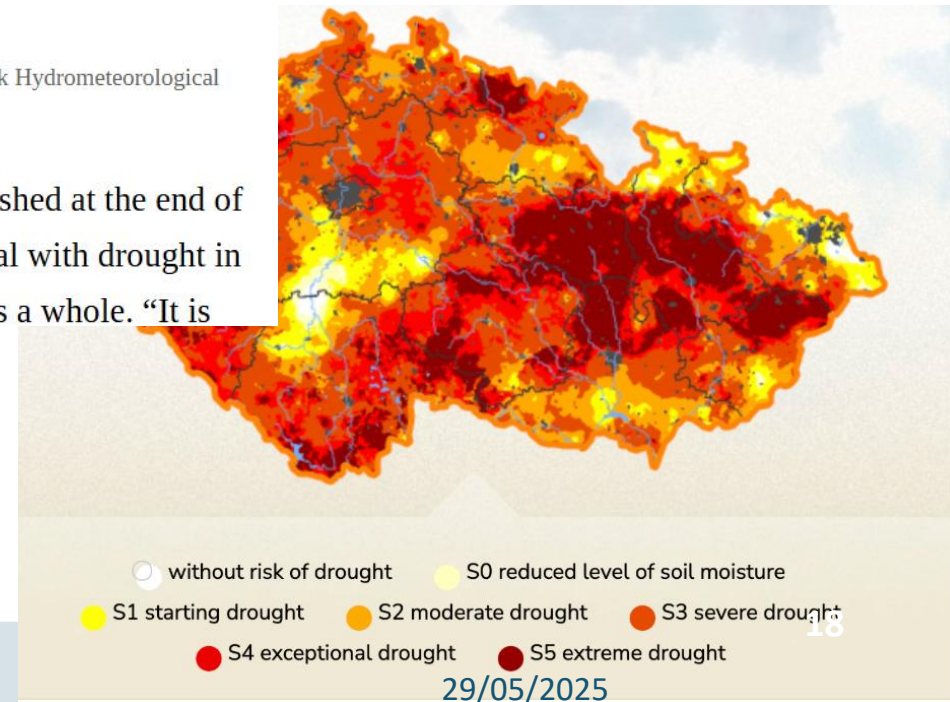 k Hydrometeorological
shed at the end of
al with drought in
s a whole. “It is
without risk of drought S0 reduced level of soil moisture
S1 starting drought S2 moderate drought S3 severe drought
18
S4 exceptional drought S5 extreme drought
29/05/2025